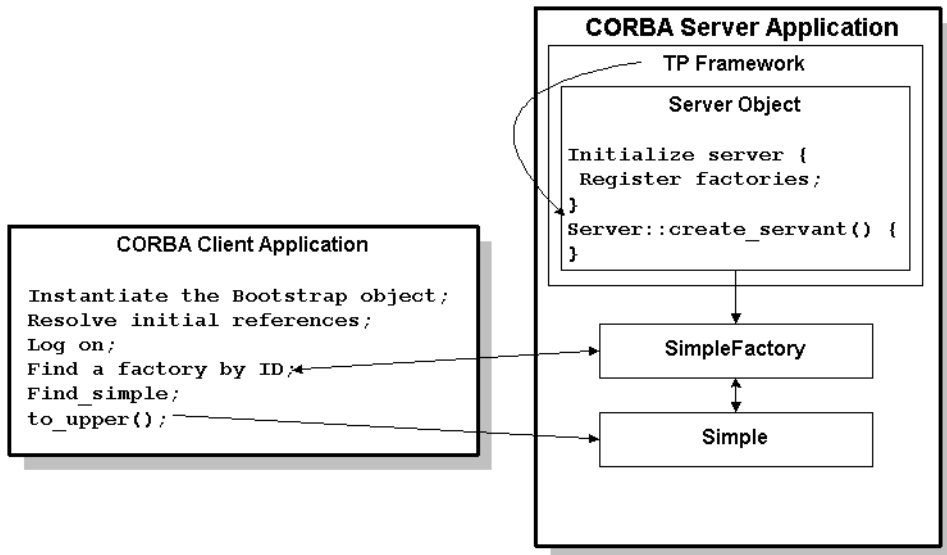 CORBA Server Application
TP Framework
Server Object
Initialize server {
Register factories;
}
Server::create_servant() {
}
CORBA Client Application
Instantiate the Bootstrap object;
Resolve initial references;
Log on;
Find a factory by ID;
Find_simple;
to_upper();
SimpleFactory
Simple